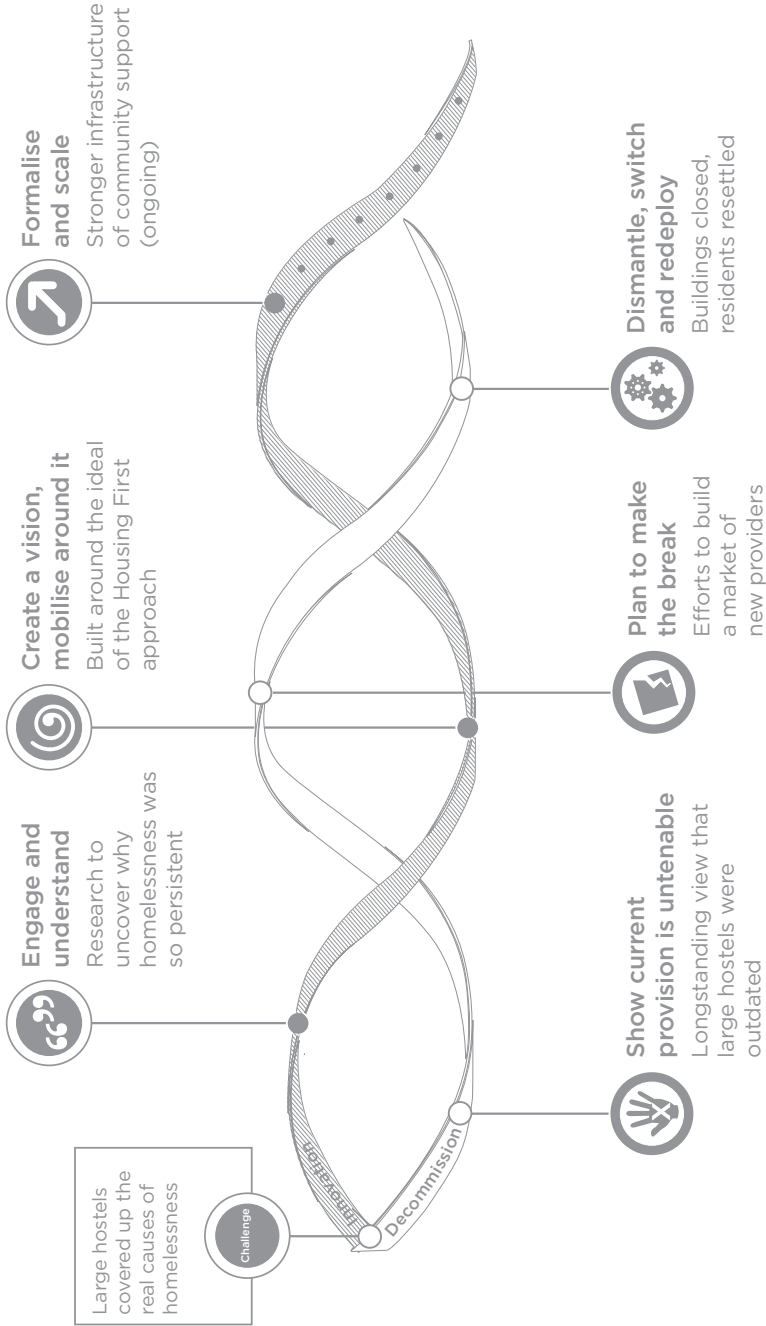 Large hostels
covered up the
real causes of
homelessness
Challenge
Innovation
Decommission
Engage and
understand
Research to
uncover why
homelessness was
so persistent
Create a vision,
mobilise around it
Built around the ideal
of the Housing First
approach
Formalise
and scale
Stronger infrastructure
of community support
(ongoing)
Show current
provision is untenable
Longstanding view that
large hostels were
outdated
Plan to make
the break
Efforts to build
a market of
new providers
Dismantle, switch
and redeploy
Buildings closed,
residents resettled